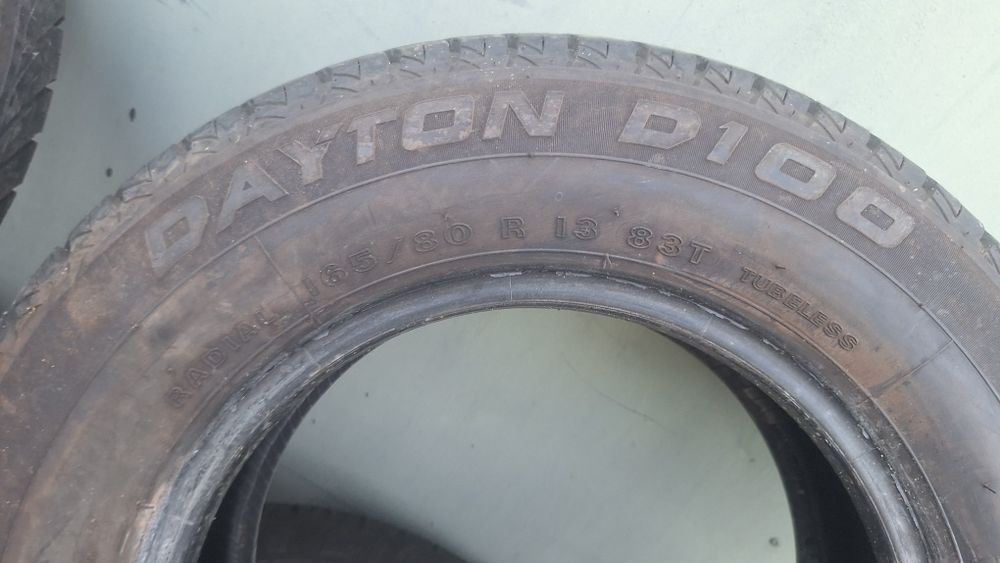 DAYTON D100
RADIAL 165/80 R 13 83T TUBELESS